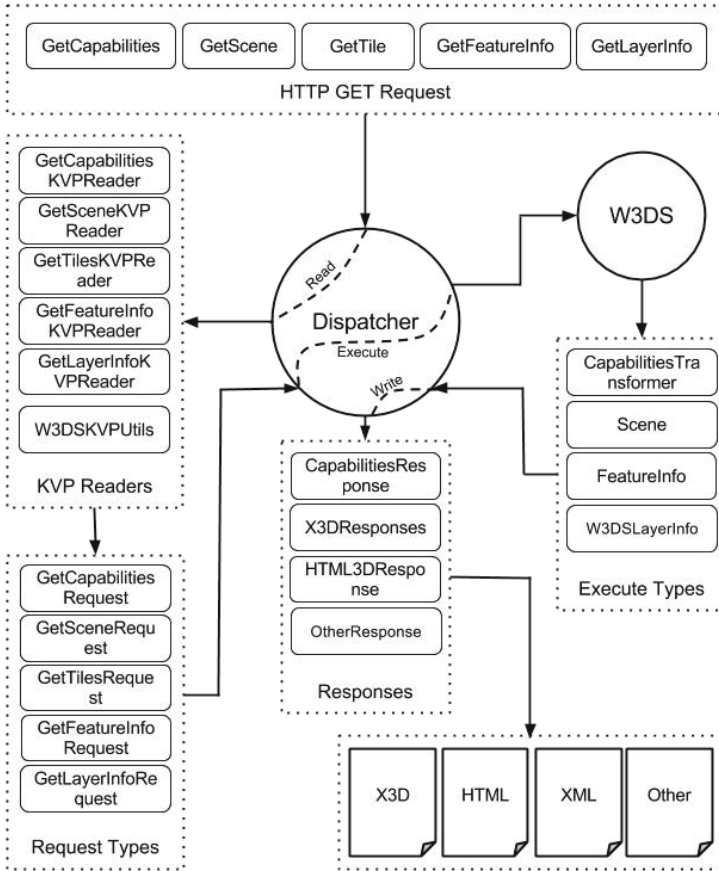 GetCapabilities
GetScene
GetTile
GetFeatureInfo
GetLayerInfo
HTTP GET Request
GetCapabilities
KVPReader
GetSceneKVP
Reader
GetTilesKVPRe
ader
GetFeatureInfo
KVPReader
GetLayerInfoK
VPReader
W3DSKVPUtils
KVP Readers
Read
Dispatcher
Execute
Write
W3DS
CapabilitiesTra
nsformer
Scene
FeatureInfo
W3DSLayerInfo
Execute Types
CapabilitiesRes
ponse
X3DResponses
HTML3DRespo
nse
OtherResponse
Responses
GetCapabilities
Request
GetSceneRequ
est
GetTilesReque
st
GetFeatureInfo
Request
GetLayerInfoRe
quest
Request Types
X3D
HTML
XML
Other